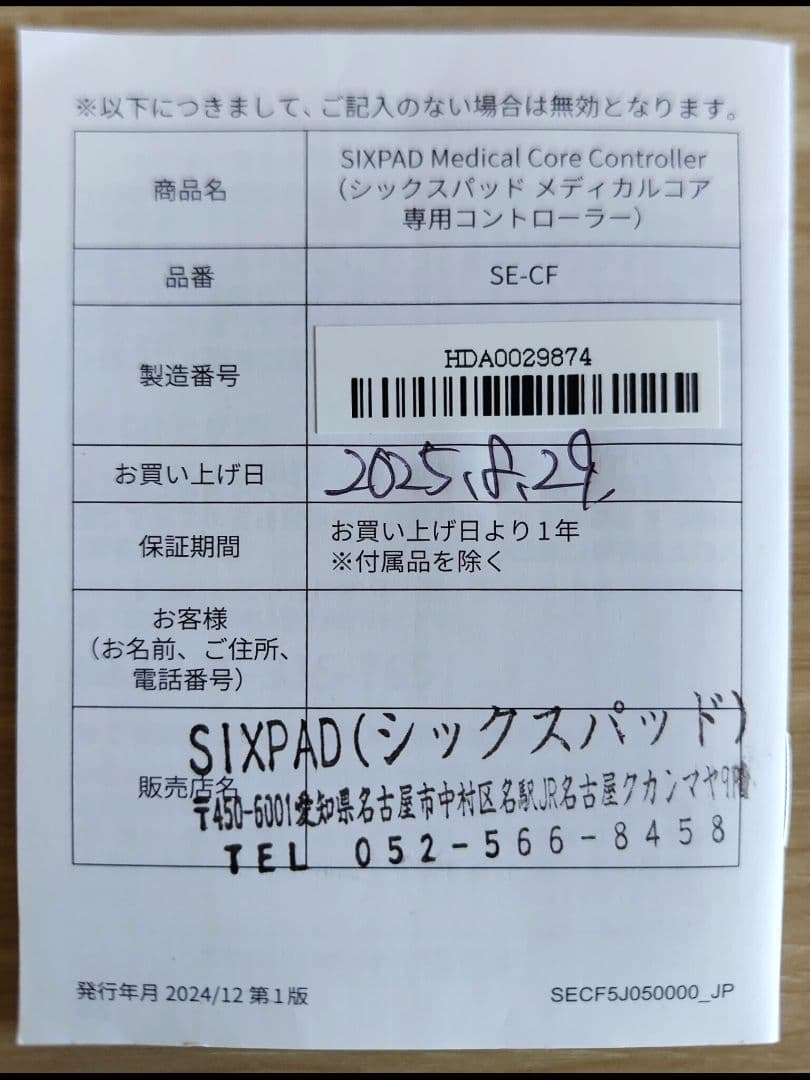 ※以下につきまして、ご記入のない場合は無効となります。
商品名
SIXPAD Medical Core Controller
(シックスパッド メディカルコア
専用コントローラー)
品番
SE-CF
製造番号
HDA0029874
お買い上げ日
2025.8.29.
保証期間
お買い上げ日より1年
※付属品を除く
お客様
(お名前、ご住所、
電話番号)
販売店名
SIXPAD(シックスパッド)
〒450-6001愛知県名古屋市中村区名駅JR名古屋タカシマヤ9階
TEL 052-566-8458
発行年月 2024/12 第1版
SECF5J050000_JP